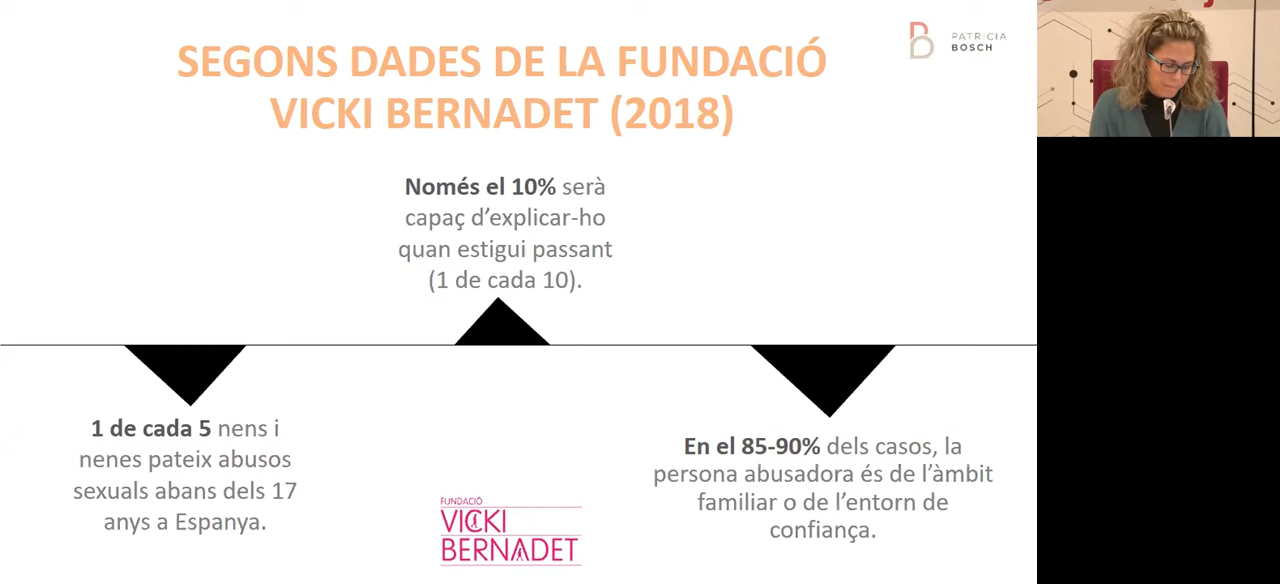 SEGONS DADES DE LA FUNDACIÓ
VICKI BERNADET (2018)
PATRICIA
BOSCH
Només el 10% serà
capaç d’explicar-ho
quan estigui passant
(1 de cada 10).
1 de cada 5 nens i
nenes pateix abusos
sexuals abans dels 17
anys a Espanya.
En el 85-90% dels casos, la
persona abusadora és de l’àmbit
familiar o de l’entorn de
confiança.
FUNDACIÓ
VICKI
BERNADET